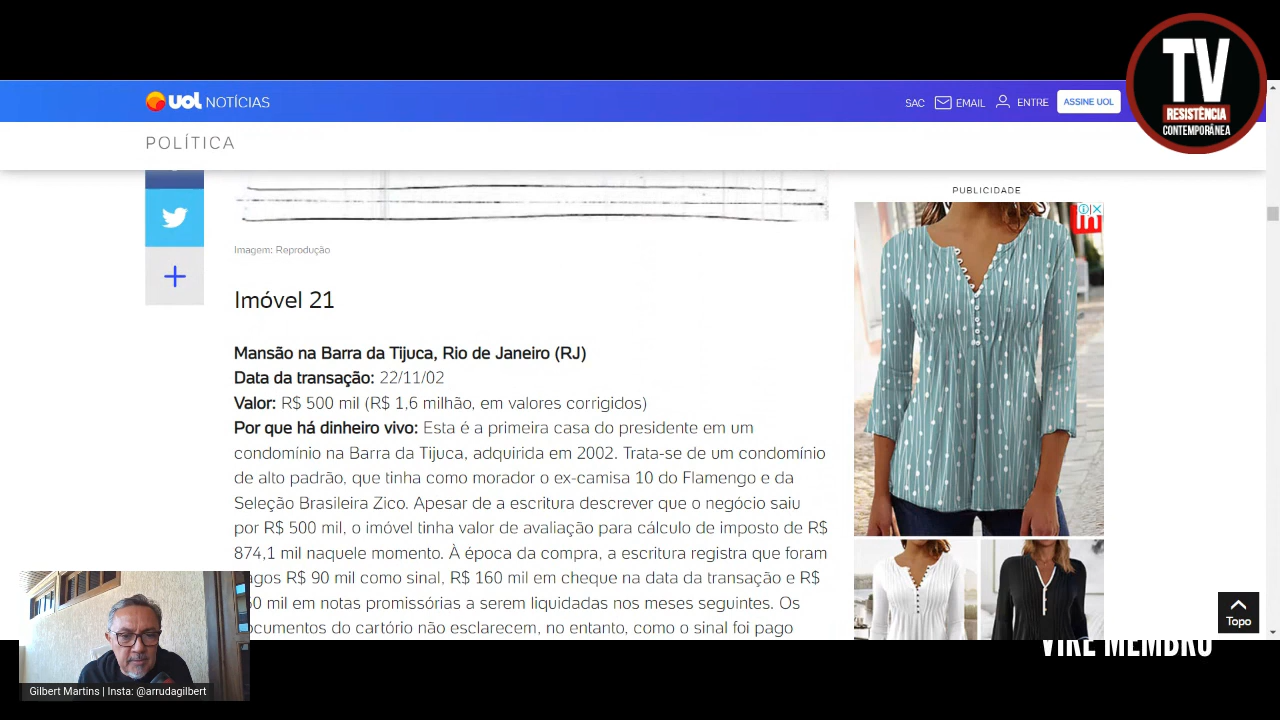 TV
RESISTÊNCIA
CONTEMPORÂNEA
uol NOTÍCIAS
SAC EMAIL ENTRE ASSINE UOL
POLÍTICA
PUBLICIDADE
Imagem: Reprodução
Imóvel 21
Mansão na Barra da Tijuca, Rio de Janeiro (RJ)
Data da transação: 22/11/02
Valor: R$ 500 mil (R$ 1,6 milhão, em valores corrigidos)
Por que há dinheiro vivo: Esta é a primeira casa do presidente em um
condomínio na Barra da Tijuca, adquirida em 2002. Trata-se de um condomínio
de alto padrão, que tinha como morador o ex-camisa 10 do Flamengo e da
Seleção Brasileira Zico. Apesar de a escritura descrever que o negócio saiu
por R$ 500 mil, o imóvel tinha valor de avaliação para cálculo de imposto de R$
874,1 mil naquele momento. À época da compra, a escritura registra que foram
R$ 90 mil como sinal, R$ 160 mil em cheque na data da transação e R$
mil em notas promissórias a serem liquidadas nos meses seguintes. Os
do cartório não esclarecem, no entanto, como o sinal foi pago
Topo
VIRE MEMBRO
Gilbert Martins | Insta: @arrudagilbert